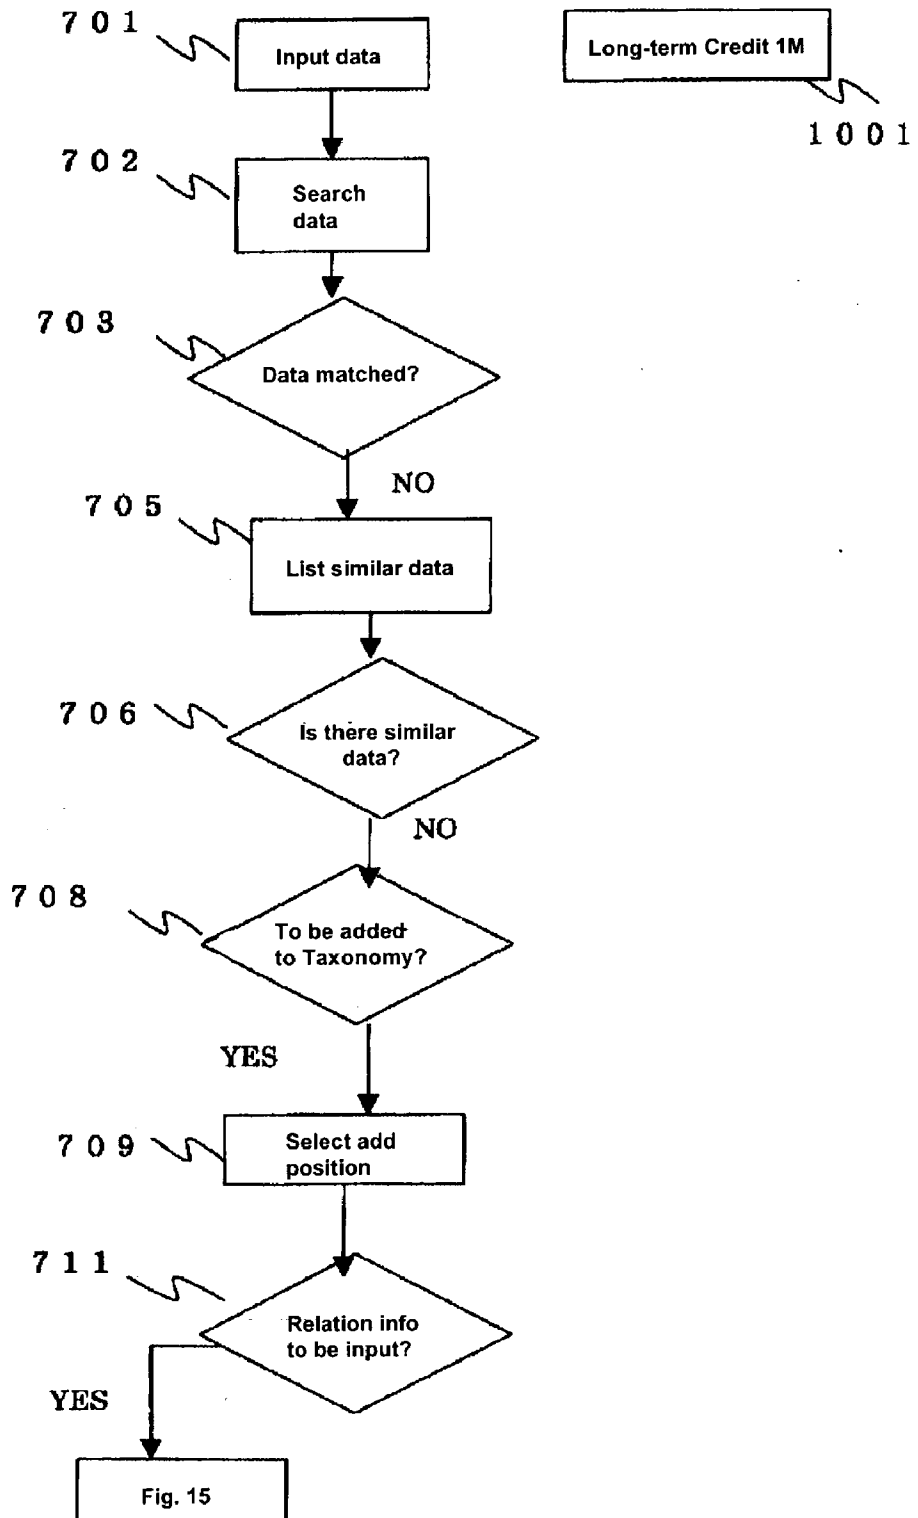 701
Input data
Long-term Credit 1M
1001
702
Search
data
703
Data matched?
NO
705
List similar data
706
Is there similar
data?
NO
708
To be added
to Taxonomy?
YES
709
Select add
position
711
Relation info
to be input?
YES
Fig. 15